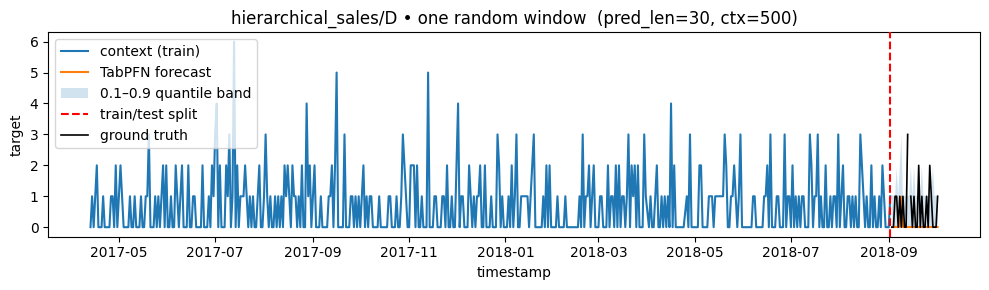 hierarchical_sales/D • one random window  (pred_len=30, ctx=500)
context (train)
TabPFN forecast
0.1–0.9 quantile band
train/test split
ground truth
target
6
5
4
3
2
1
0
2017-05 2017-07 2017-09 2017-11 2018-01 2018-03 2018-05 2018-07 2018-09
timestamp